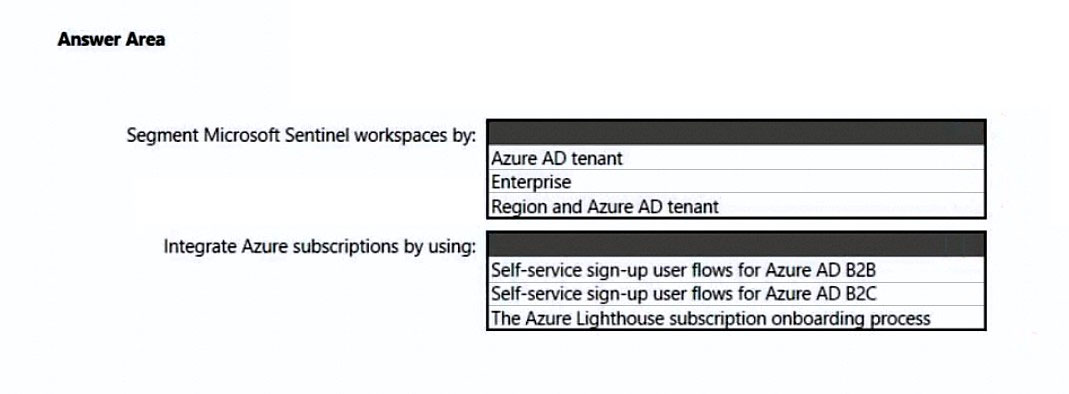 Answer Area
Segment Microsoft Sentinel workspaces by:
Azure AD tenant
Enterprise
Region and Azure AD tenant
Integrate Azure subscriptions by using:
Self-service sign-up user flows for Azure AD B2B
Self-service sign-up user flows for Azure AD B2C
The Azure Lighthouse subscription onboarding process